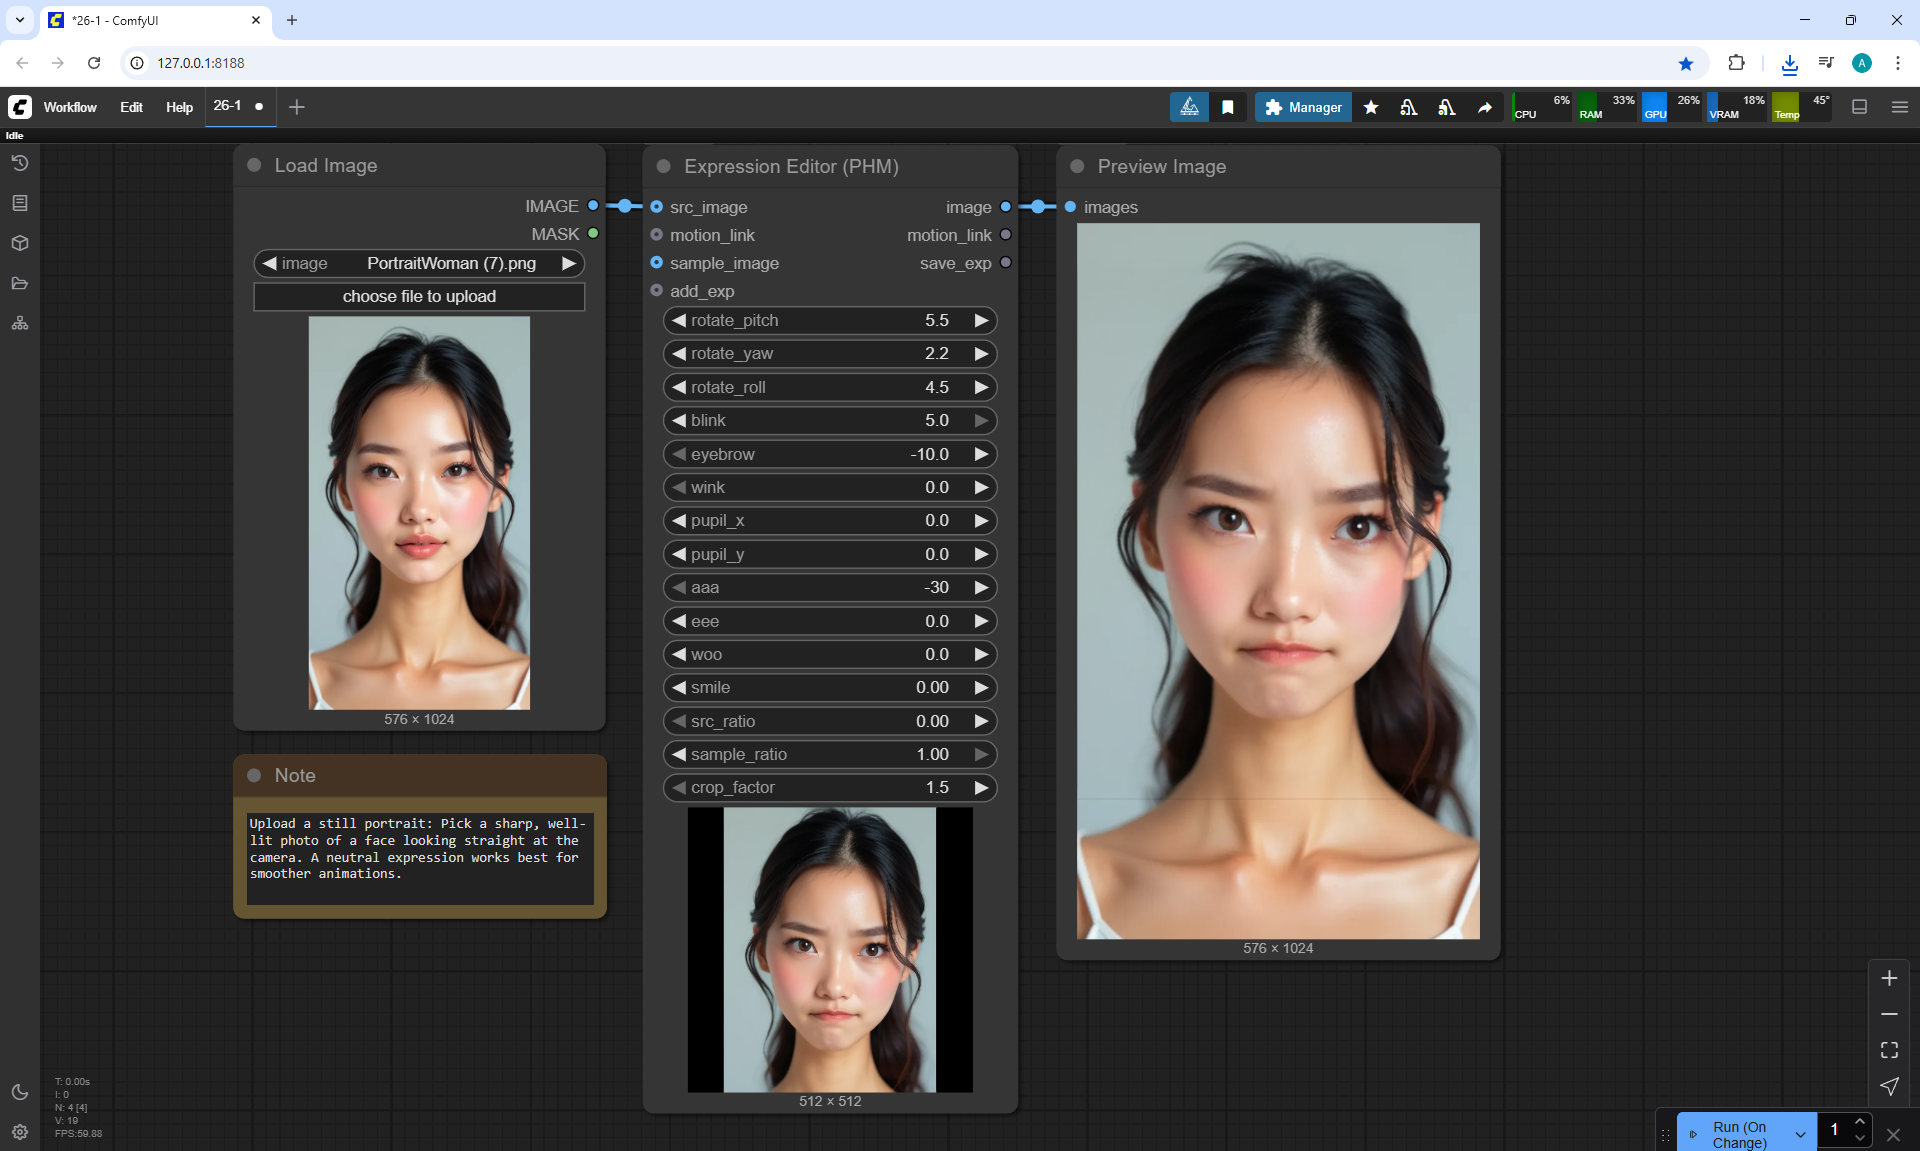 *26-1 - ComfyUI
127.0.0.1:8188
Workflow Edit Help 26-1
Manager
6% CPU
33% RAM
26% GPU
18% VRAM
45° Temp
Idle
Load Image
IMAGE
MASK
image PortraitWoman (7).png
choose file to upload
576 × 1024
Note
Upload a still portrait: Pick a sharp, well-
lit photo of a face looking straight at the
camera. A neutral expression works best for
smoother animations.
Expression Editor (PHM)
src_image image
motion_link motion_link
sample_image save_exp
add_exp
rotate_pitch 5.5
rotate_yaw 2.2
rotate_roll 4.5
blink 5.0
eyebrow -10.0
wink 0.0
pupil_x 0.0
pupil_y 0.0
aaa -30
eee 0.0
woo 0.0
smile 0.00
src_ratio 0.00
sample_ratio 1.00
crop_factor 1.5
512 × 512
Preview Image
images
576 × 1024
T: 0.00s
I: 0
N: 4 [4]
V: 19
FPS:59.88
Run (On
Change)
1
A